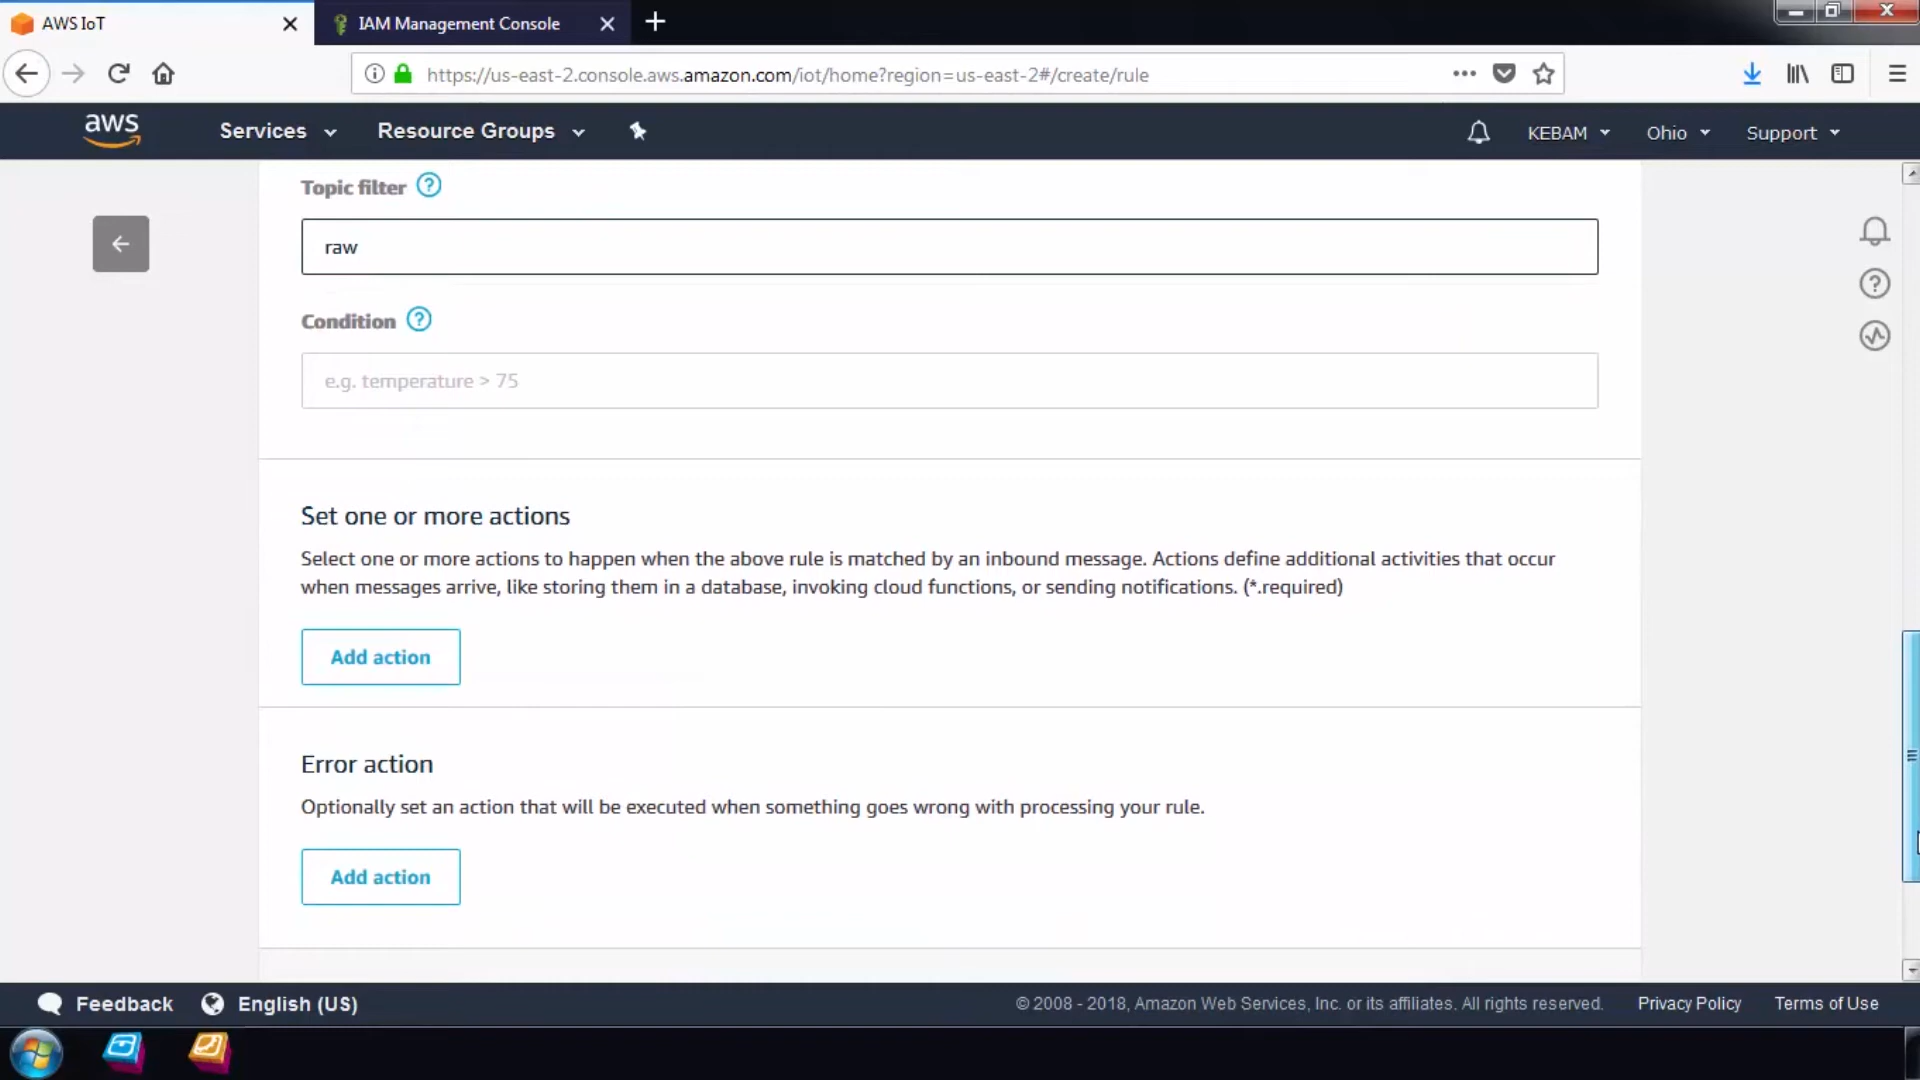 AWS IoT
IAM Management Console
https://us-east-2.console.aws.amazon.com/iot/home?region=us-east-2#/create/rule
aws
Services
Resource Groups
KEBAM
Ohio
Support
Topic filter
raw
Condition
e.g. temperature > 75
Set one or more actions
Select one or more actions to happen when the above rule is matched by an inbound message. Actions define additional activities that occur
when messages arrive, like storing them in a database, invoking cloud functions, or sending notifications. (*.required)
Add action
Error action
Optionally set an action that will be executed when something goes wrong with processing your rule.
Add action
Feedback
English (US)
© 2008 - 2018, Amazon Web Services, Inc. or its affiliates. All rights reserved.
Privacy Policy
Terms of Use